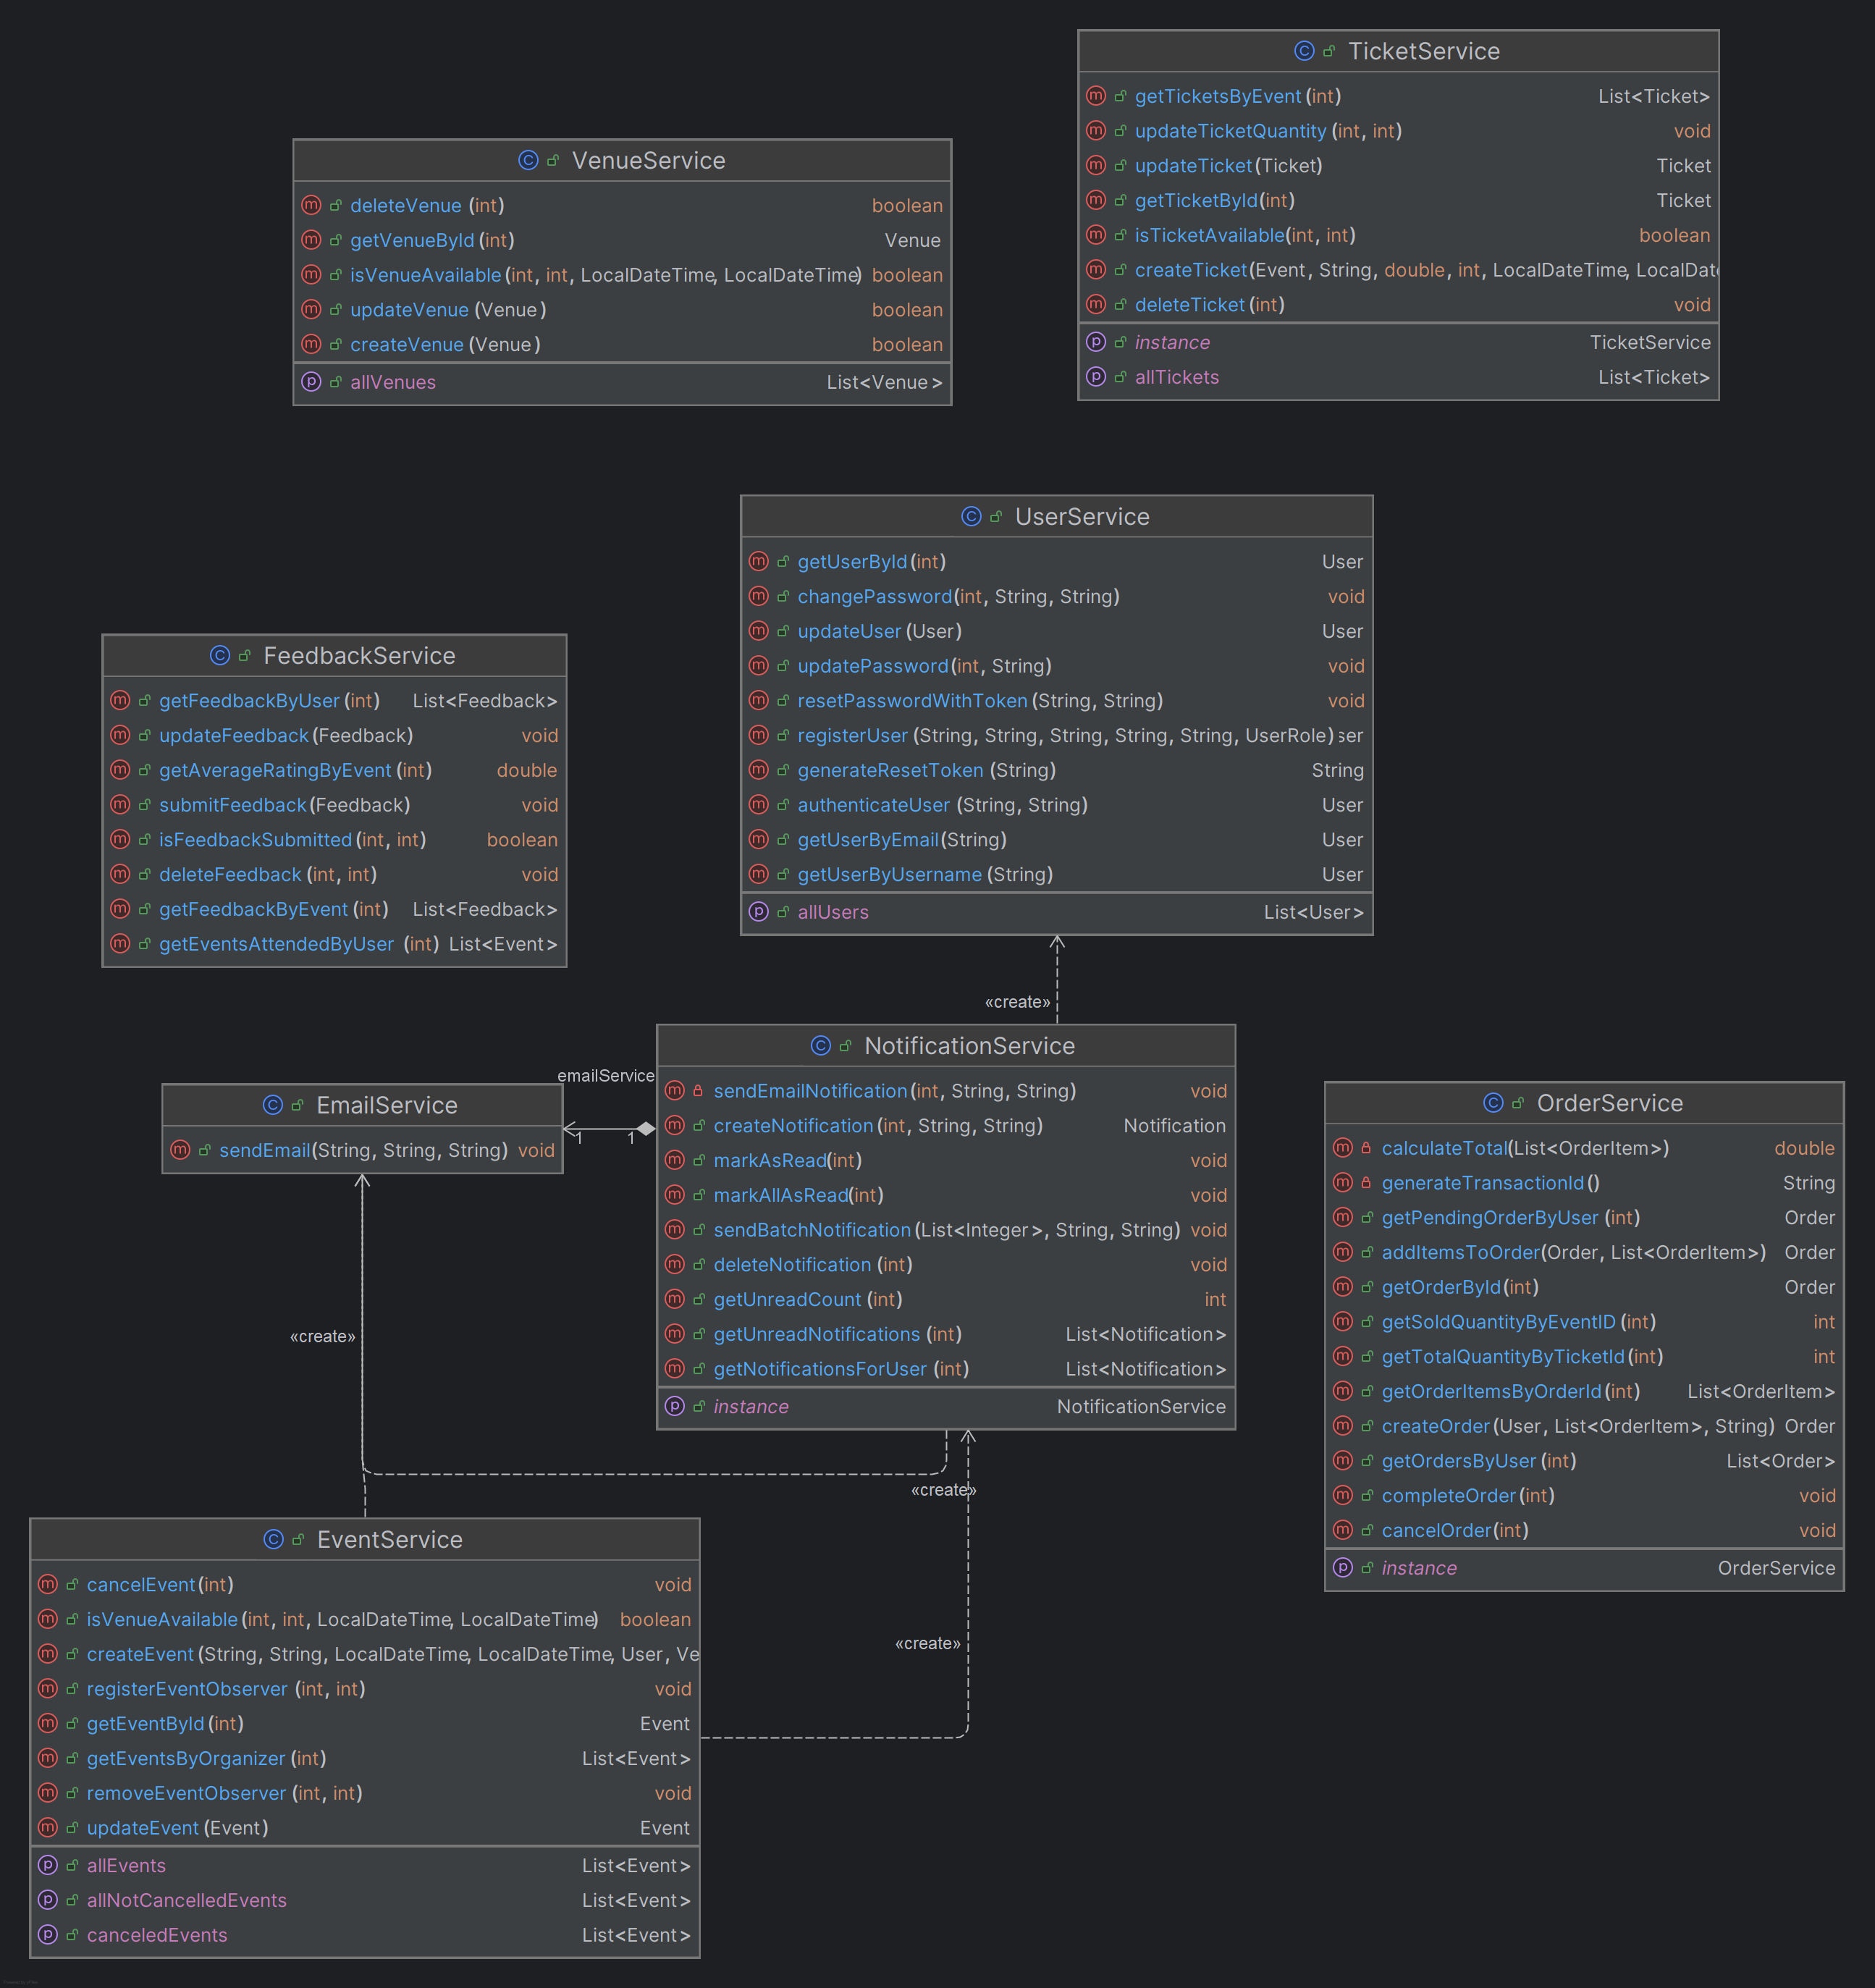 TicketService
getTicketsByEvent(int) List<Ticket>
updateTicketQuantity(int, int) void
updateTicket(Ticket) Ticket
getTicketById(int) Ticket
isTicketAvailable(int, int) boolean
createTicket(Event, String, double, int, LocalDateTime, LocalDat
deleteTicket(int) void
instance TicketService
allTickets List<Ticket>
VenueService
deleteVenue(int) boolean
getVenueById(int) Venue
isVenueAvailable(int, int, LocalDateTime, LocalDateTime) boolean
updateVenue(Venue) boolean
createVenue(Venue) boolean
allVenues List<Venue>
UserService
getUserById(int) User
changePassword(int, String, String) void
updateUser(User) User
updatePassword(int, String) void
resetPasswordWithToken(String, String) void
registerUser(String, String, String, String, String, UserRole) ser
generateResetToken(String) String
authenticateUser(String, String) User
getUserByEmail(String) User
getUserByUsername(String) User
allUsers List<User>
FeedbackService
getFeedbackByUser(int) List<Feedback>
updateFeedback(Feedback) void
getAverageRatingByEvent(int) double
submitFeedback(Feedback) void
isFeedbackSubmitted(int, int) boolean
deleteFeedback(int, int) void
getFeedbackByEvent(int) List<Feedback>
getEventsAttendedByUser(int) List<Event>
«create»
NotificationService
sendEmailNotification(int, String, String) void
createNotification(int, String, String) Notification
markAsRead(int) void
markAllAsRead(int) void
sendBatchNotification(List<Integer>, String, String) void
deleteNotification(int) void
getUnreadCount(int) int
getUnreadNotifications(int) List<Notification>
getNotificationsForUser(int) List<Notification>
instance NotificationService
emailService
1 1
EmailService
sendEmail(String, String, String) void
OrderService
calculateTotal(List<OrderItem>) double
generateTransactionId() String
getPendingOrderByUser(int) Order
addItemsToOrder(Order, List<OrderItem>) Order
getOrderById(int) Order
getSoldQuantityByEventID(int) int
getTotalQuantityByTicketId(int) int
getOrderItemsByOrderId(int) List<OrderItem>
createOrder(User, List<OrderItem>, String) Order
getOrdersByUser(int) List<Order>
completeOrder(int) void
cancelOrder(int) void
instance OrderService
«create»
«create»
«create»
EventService
cancelEvent(int) void
isVenueAvailable(int, int, LocalDateTime, LocalDateTime) boolean
createEvent(String, String, LocalDateTime, LocalDateTime, User, Ve
registerEventObserver(int, int) void
getEventById(int) Event
getEventsByOrganizer(int) List<Event>
removeEventObserver(int, int) void
updateEvent(Event) Event
allEvents List<Event>
allNotCancelledEvents List<Event>
canceledEvents List<Event>